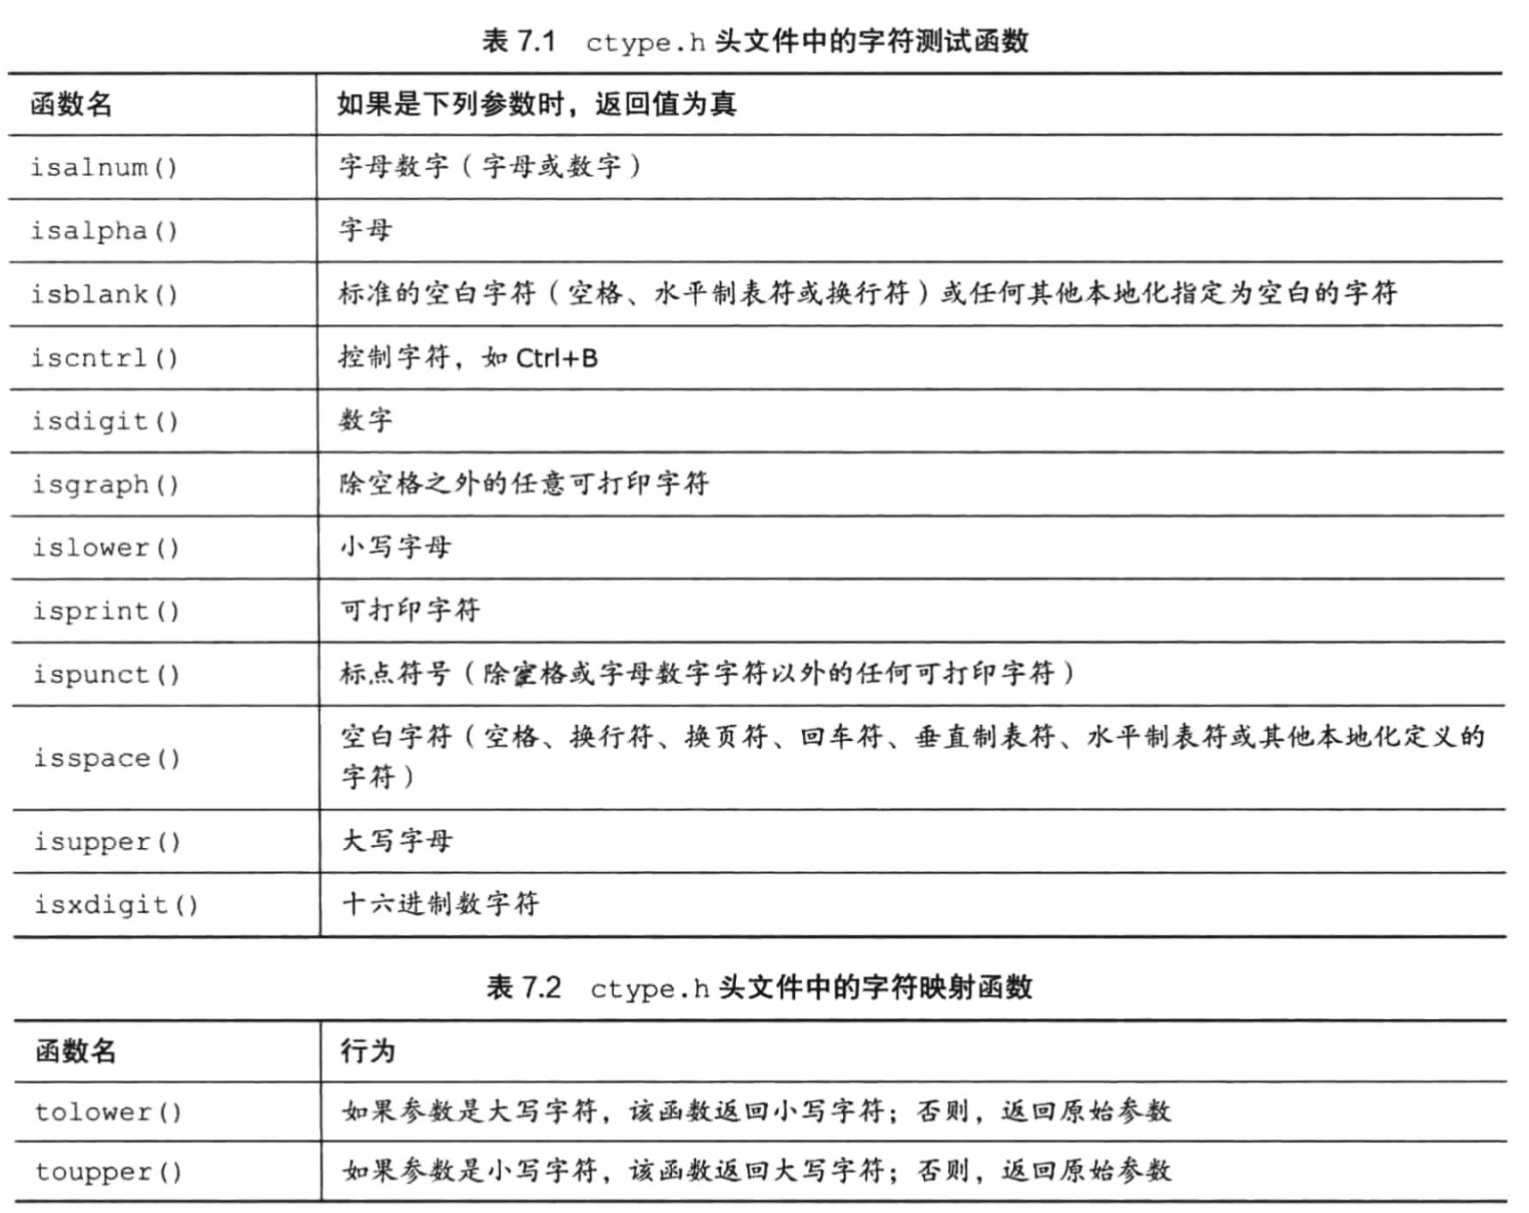 表 7.1 ctype.h 头文件中的字符测试函数
函数名 如果是下列参数时，返回值为真
isalnum() 字母数字（字母或数字）
isalpha() 字母
isblank() 标准的空白字符（空格、水平制表符或换行符）或任何其他本地化指定为空白的字符
iscntrl() 控制字符，如 Ctrl+B
isdigit() 数字
isgraph() 除空格之外的任意可打印字符
islower() 小写字母
isprint() 可打印字符
ispunct() 标点符号（除空格或字母数字字符以外的任何可打印字符）
isspace() 空白字符（空格、换行符、换页符、回车符、垂直制表符、水平制表符或其他本地化定义的
字符）
isupper() 大写字母
isxdigit() 十六进制数字符
表 7.2 ctype.h 头文件中的字符映射函数
函数名 行为
tolower() 如果参数是大写字符，该函数返回小写字符；否则，返回原始参数
toupper() 如果参数是小写字符，该函数返回大写字符；否则，返回原始参数